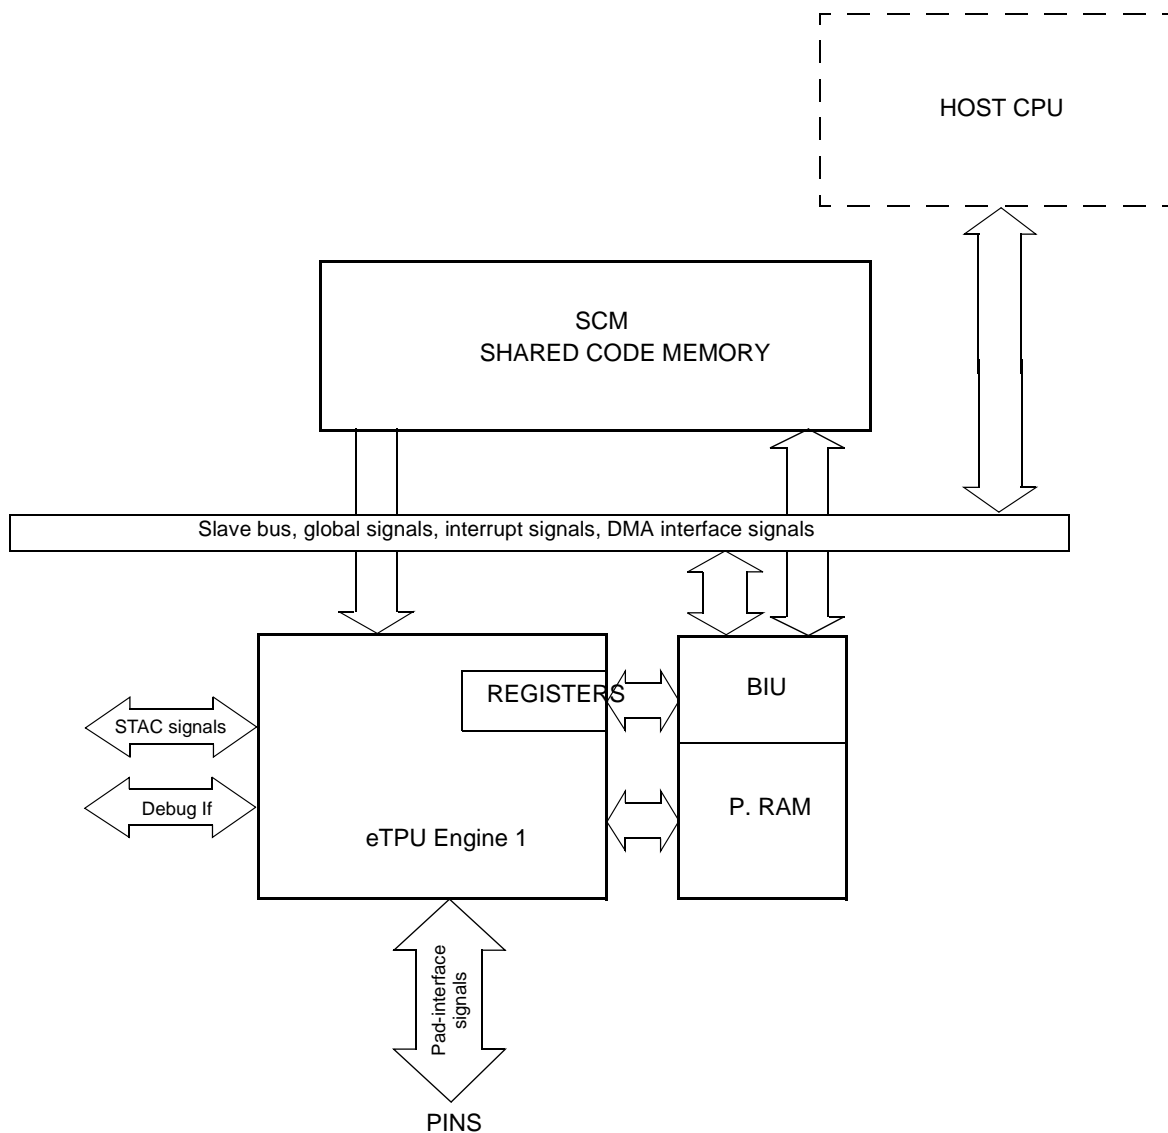 HOST CPU
SCM
SHARED CODE MEMORY
Slave bus, global signals, interrupt signals, DMA interface signals
REGISTERS
BIU
STAC signals
Debug If
P. RAM
eTPU Engine 1
Pad-interface
signals
PINS